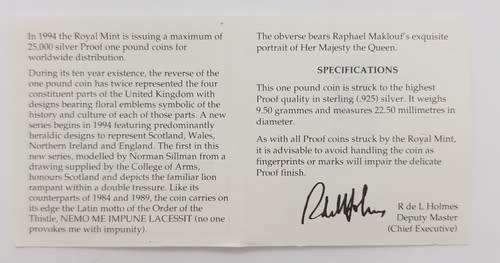 In 1994 the Royal Mint is issuing a maximum of
25,000 silver Proof one pound coins for
worldwide distribution.
During its ten year existence, the reverse of the
one pound coin has twice represented the four
constituent parts of the United Kingdom with
designs bearing floral emblems symbolic of the
history and culture of each of those parts. A new
series begins in 1994 featuring predominantly
heraldic designs to represent Scotland, Wales,
Northern Ireland and England. The first in this
new series, modelled by Norman Sillman from a
drawing supplied by the College of Arms,
honours Scotland and depicts the familiar lion
rampant within a double tressure. Like its
counterparts of 1984 and 1989, the coin carries on
its edge the Latin motto of the Order of the
Thistle, NEMO ME IMPUNE LACESSIT (no one
provokes me with impunity).
The obverse bears Raphael Maklouf's exquisite
portrait of Her Majesty the Queen.
SPECIFICATIONS
This one pound coin is struck to the highest
Proof quality in sterling (.925) silver. It weighs
9.50 grammes and measures 22.50 millimetres in
diameter.
As with all Proof coins struck by the Royal Mint,
it is advisable to avoid handling the coin as
fingerprints or marks will impair the delicate
Proof finish.
R de L Holmes
Deputy Master
(Chief Executive)